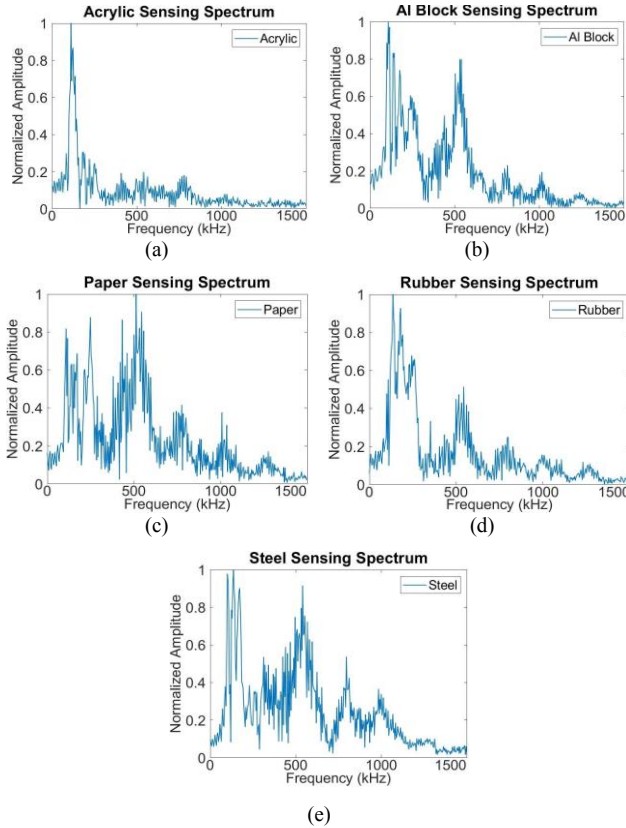 Acrylic Sensing Spectrum
Acrylic
Normalized Amplitude
1
0.8
0.6
0.4
0.2
0
0 500 1000 1500
Frequency (kHz)
(a)
Al Block Sensing Spectrum
Al Block
Normalized Amplitude
1
0.8
0.6
0.4
0.2
0
0 500 1000 1500
Frequency (kHz)
(b)
Paper Sensing Spectrum
Paper
Normalized Amplitude
1
0.8
0.6
0.4
0.2
0
0 500 1000 1500
Frequency (kHz)
(c)
Rubber Sensing Spectrum
Rubber
Normalized Amplitude
1
0.8
0.6
0.4
0.2
0
0 500 1000 1500
Frequency (kHz)
(d)
Steel Sensing Spectrum
Steel
Normalized Amplitude
1
0.8
0.6
0.4
0.2
0
0 500 1000 1500
Frequency (kHz)
(e)